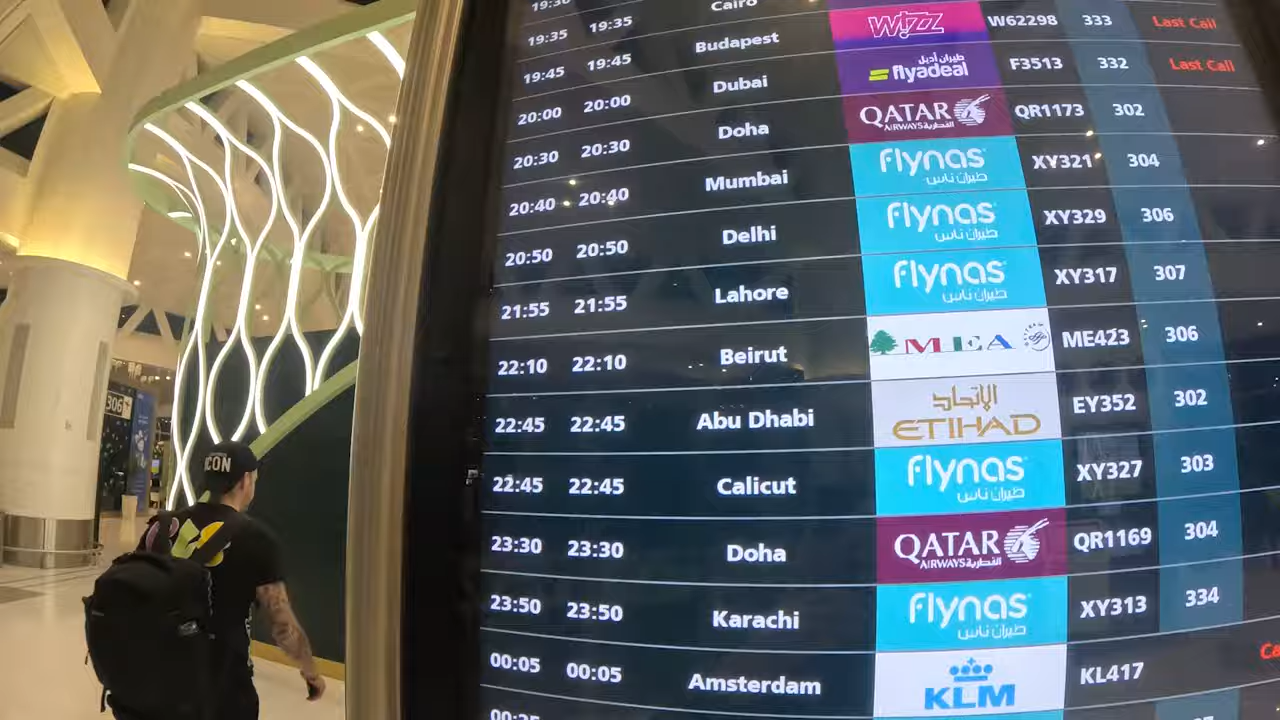 19:35 19:35 Cairo
19:45 19:45 Budapest WIZZ W62298 333 Last Call
20:00 20:00 Dubai طيران أديل flyadeal F3513 332 Last Call
20:30 20:30 Doha QATAR AIRWAYS القطرية QR1173 302
20:40 20:40 Mumbai flynas طيران ناس XY321 304
20:50 20:50 Delhi flynas طيران ناس XY329 306
21:55 21:55 Lahore flynas طيران ناس XY317 307
22:10 22:10 Beirut MEA ME423 306
22:45 22:45 Abu Dhabi الإتحاد ETIHAD EY352 302
22:45 22:45 Calicut flynas طيران ناس XY327 303
23:30 23:30 Doha QATAR AIRWAYS القطرية QR1169 304
23:50 23:50 Karachi flynas طيران ناس XY313 334
00:05 00:05 Amsterdam KLM KL417
306
ICON